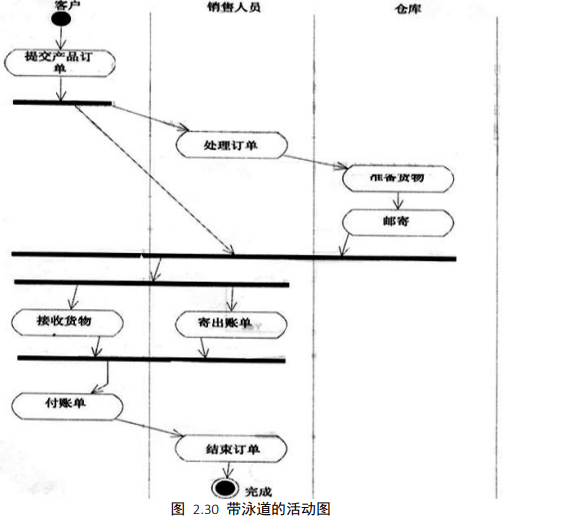 客户 销售人员 仓库
提交产品订
单
处理订单
准备货物
邮寄
接收货物 寄出账单
付账单
结束订单
完成
图 2.30 带泳道的活动图